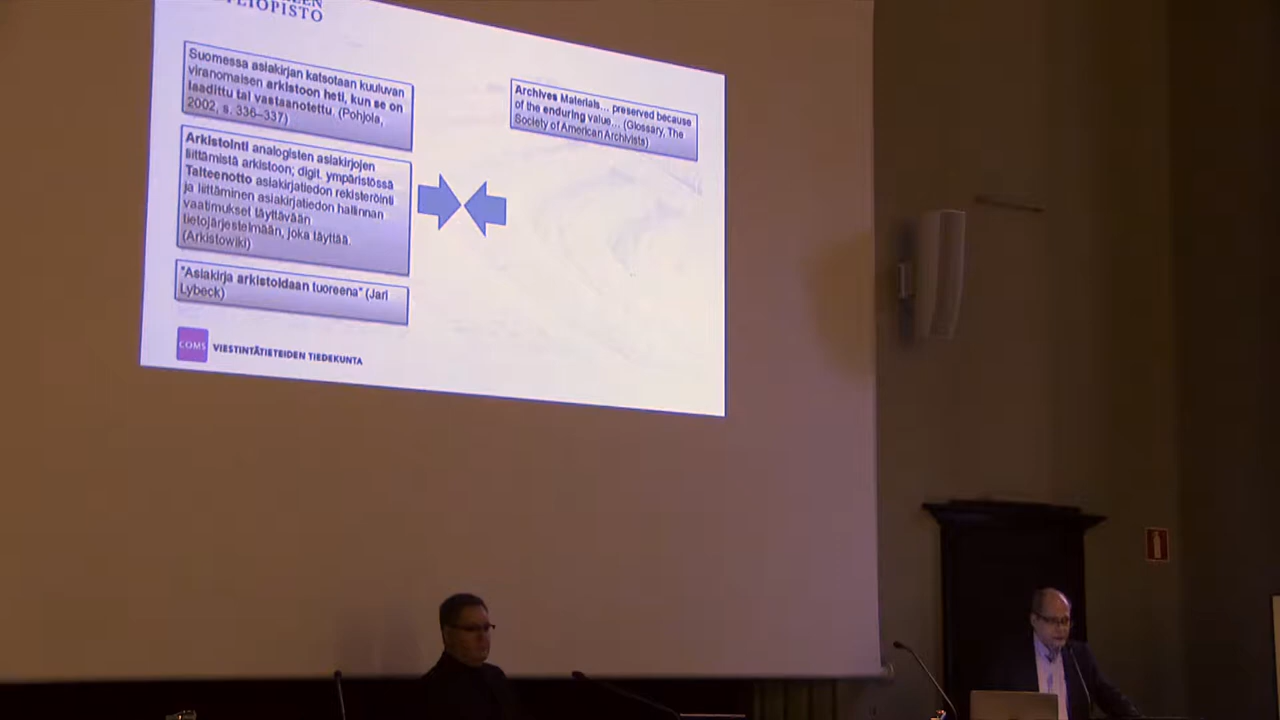 YLIOPISTO
Suomessa asiakirjan katsotaan kuuluvan
viranomaisen arkistoon heti, kun se on
laadittu tai vastaanotettu. (Pohjola,
2002, s. 336–337)
Arkistointi analogisten asiakirjojen
liittämistä arkistoon; digit. ympäristössä
Talteenotto asiakirjatiedon rekisteröinti
ja liittäminen asiakirjatiedon hallinnan
vaatimukset täyttävään
tietojärjestelmään, joka täyttää.
(Arkistowiki)
"Asiakirja arkistoidaan tuoreena" (Jari
Lybeck)
Archives Materials... preserved because
of the enduring value... (Glossary, The
Society of American Archivists)
COMS VIESTINTÄTIETEIDEN TIEDEKUNTA